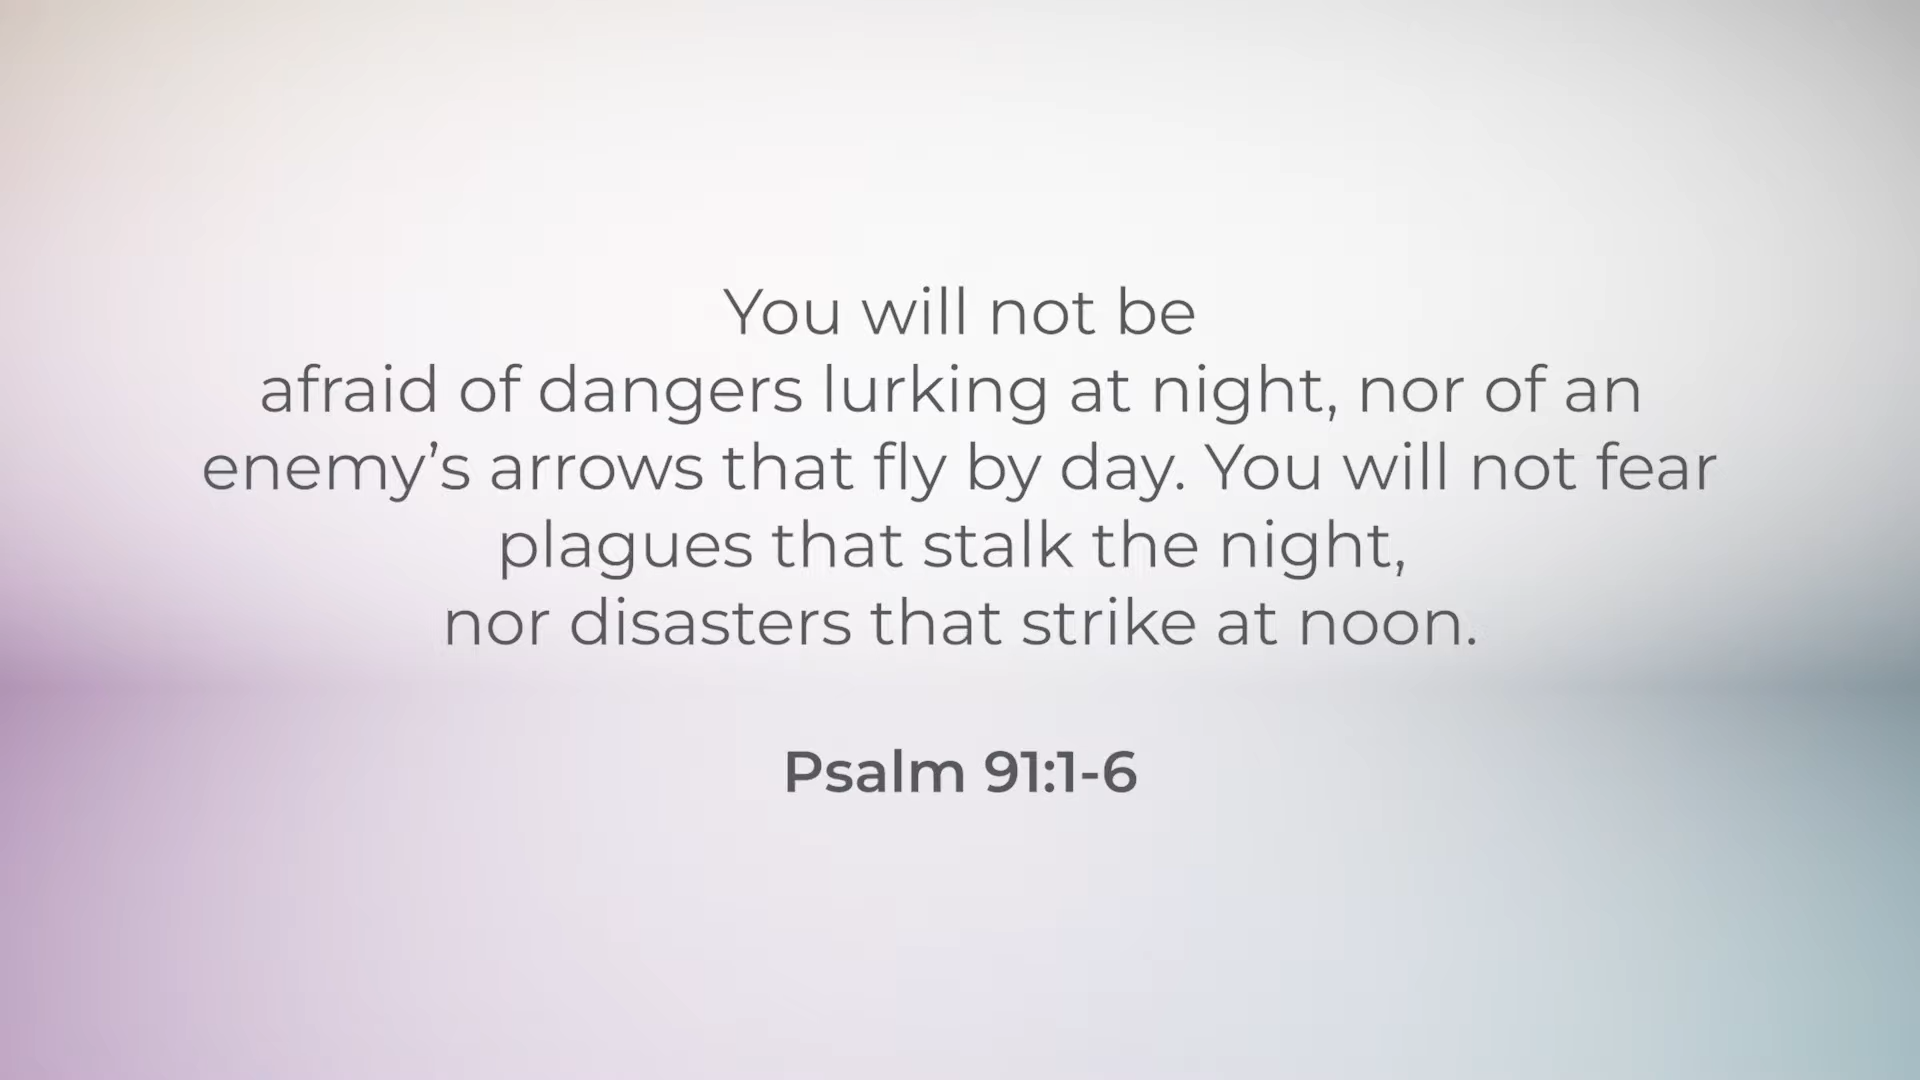 You will not be
afraid of dangers lurking at night, nor of an
enemy’s arrows that fly by day. You will not fear
plagues that stalk the night,
nor disasters that strike at noon.
Psalm 91:1-6